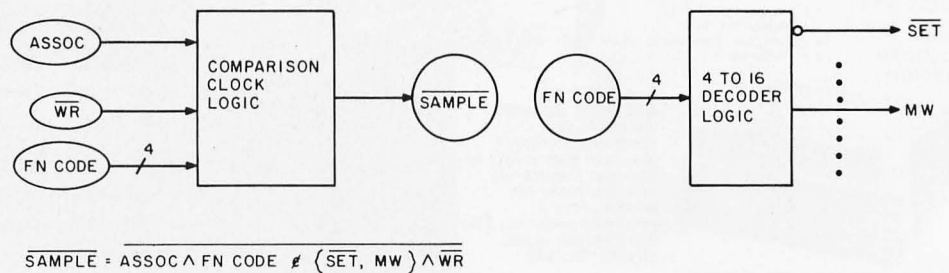 ASSOC
WR
FN CODE
4
COMPARISON
CLOCK
LOGIC
SAMPLE
FN CODE
4
4 TO 16
DECODER
LOGIC
SET
MW
SAMPLE = ASSOC ∧ FN CODE ∉ (SET, MW) ∧ WR